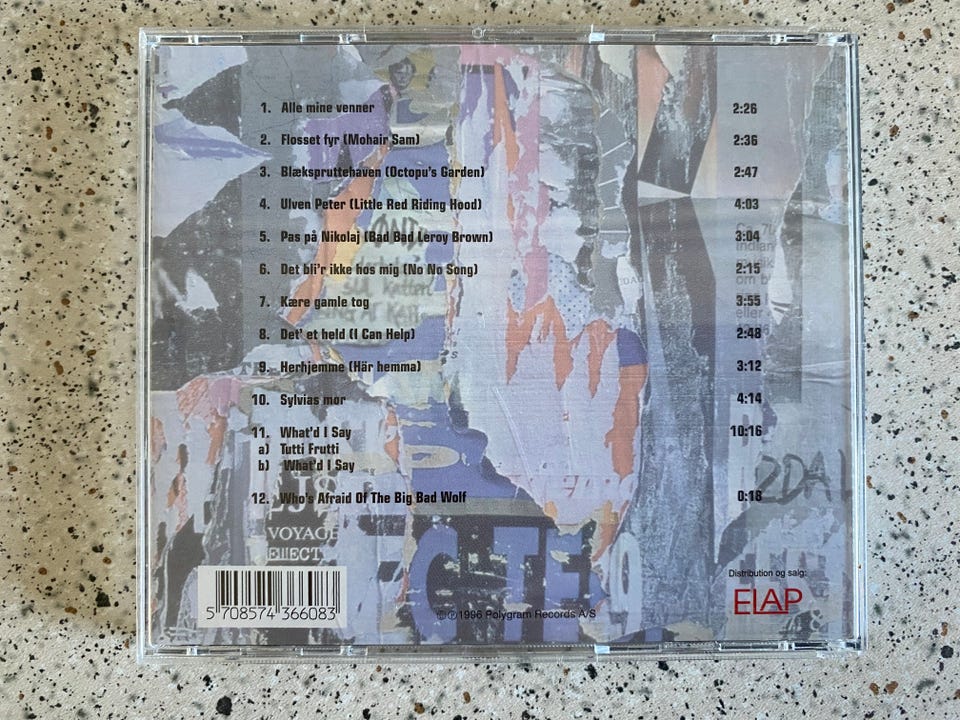 1. Alle mine venner 2:26
2. Flosset fyr (Mohair Sam) 2:36
3. Blækspruttehaven (Octopu's Garden) 2:47
4. Ulven Peter (Little Red Riding Hood) 4:03
5. Pas på Nikolaj (Bad Bad Leroy Brown) 3:04
6. Det bli'r ikke hos mig (No No Song) 2:15
7. Kære gamle tog 3:55
8. Det' et held (I Can Help) 2:48
9. Herhjemme (Här hemma) 3:12
10. Sylvias mor 4:14
11. What'd I Say 10:16
a) Tutti Frutti
b) What'd I Say
12. Who's Afraid Of The Big Bad Wolf 0:18
2DAL
VOYAGE
C-TE
5 708574 366083
©℗1996 Polygram Records A/S
Distribution og salg:
ELAP